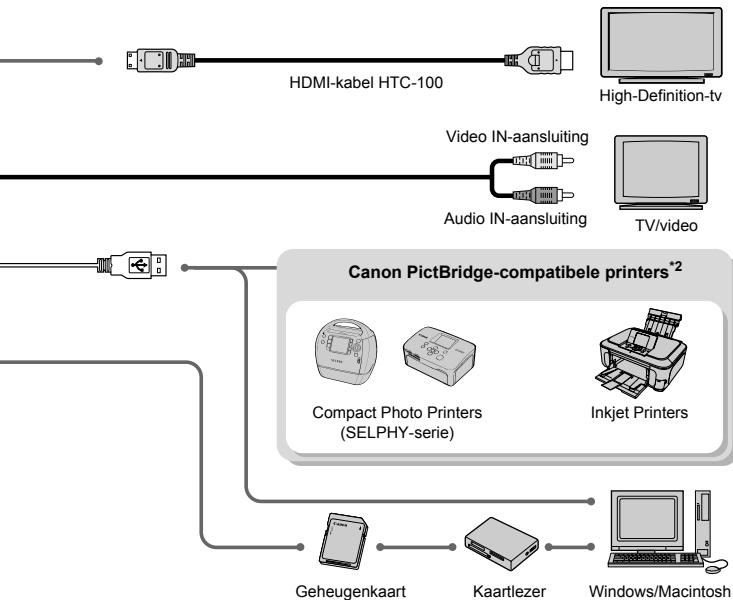 HDMI-kabel HTC-100
High-Definition-tv
Video IN-aansluiting
Audio IN-aansluiting
TV/video
Canon PictBridge-compatibele printers*2
Compact Photo Printers
(SELPHY-serie)
Inkjet Printers
Geheugenkaart
Kaartlezer
Windows/Macintosh